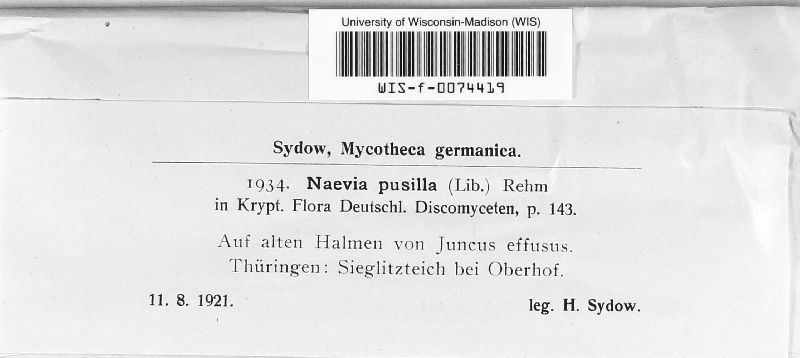 University of Wisconsin-Madison (WIS)
WIS-f-0074419
Sydow, Mycotheca germanica.
1934. Naevia pusilla (Lib.) Rehm
in Krypt. Flora Deutschl. Discomyceten, p. 143.
Auf alten Halmen von Juncus effusus.
Thüringen: Sieglitzteich bei Oberhof.
11. 8. 1921. leg. H. Sydow.